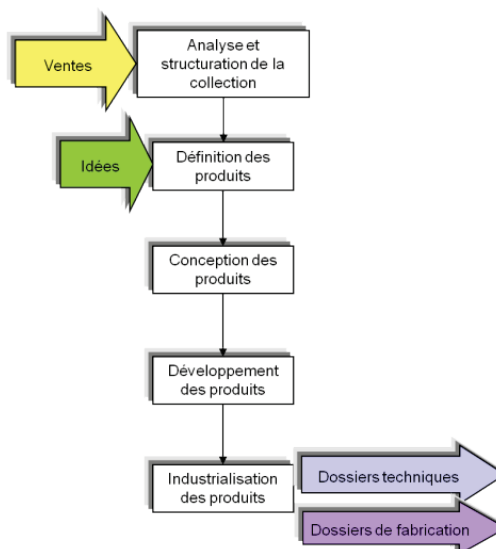 Ventes
Analyse et
structuration de la
collection
Idées
Définition des
produits
Conception des
produits
Développement
des produits
Industrialisation
des produits
Dossiers techniques
Dossiers de fabrication